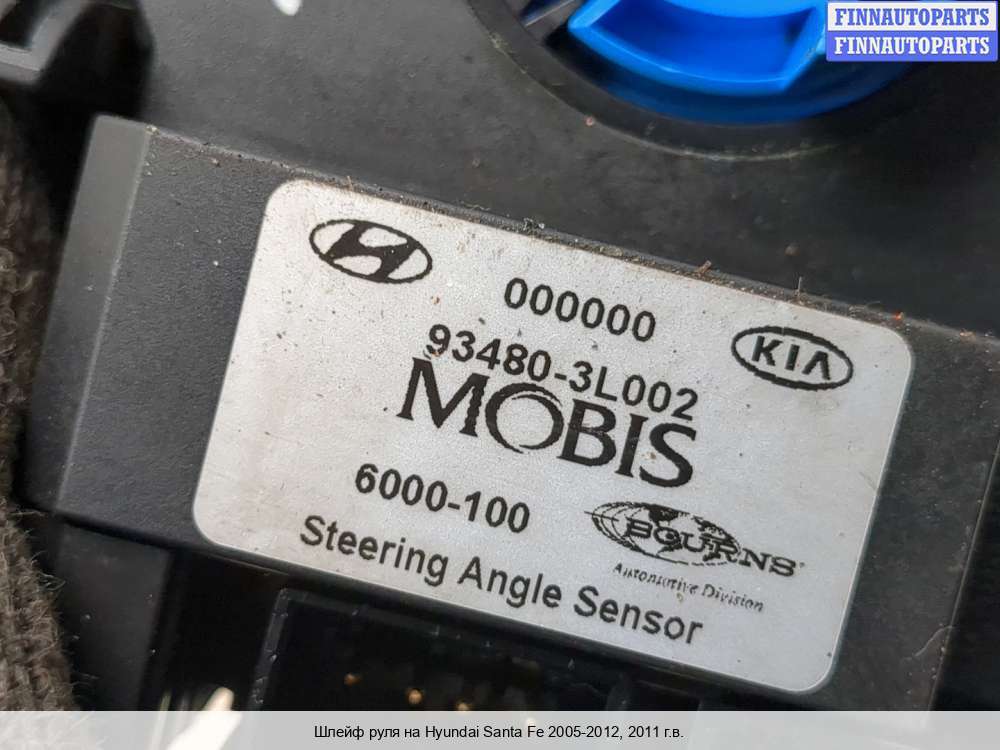 FINNAUTOPARTS
FINNAUTOPARTS
000000
KIA
93480-3L002
MOBIS
6000-100
BOURNS
Automotive Division
Steering Angle Sensor
Шлейф руля на Hyundai Santa Fe 2005-2012, 2011 г.в.